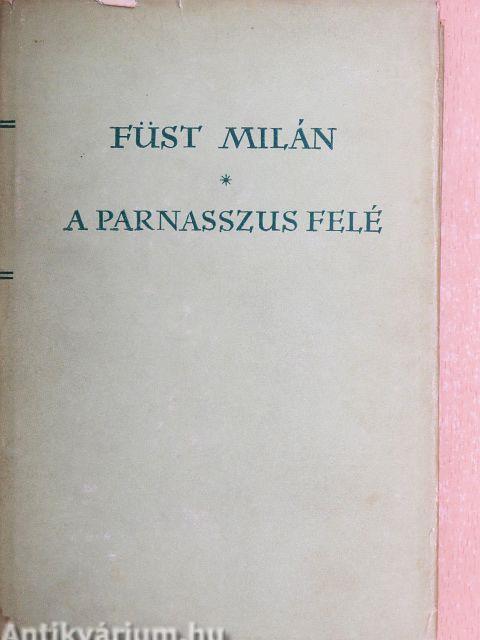 FÜST MILÁN
*
A PARNASSZUS FELÉ
Antikvárium.hu